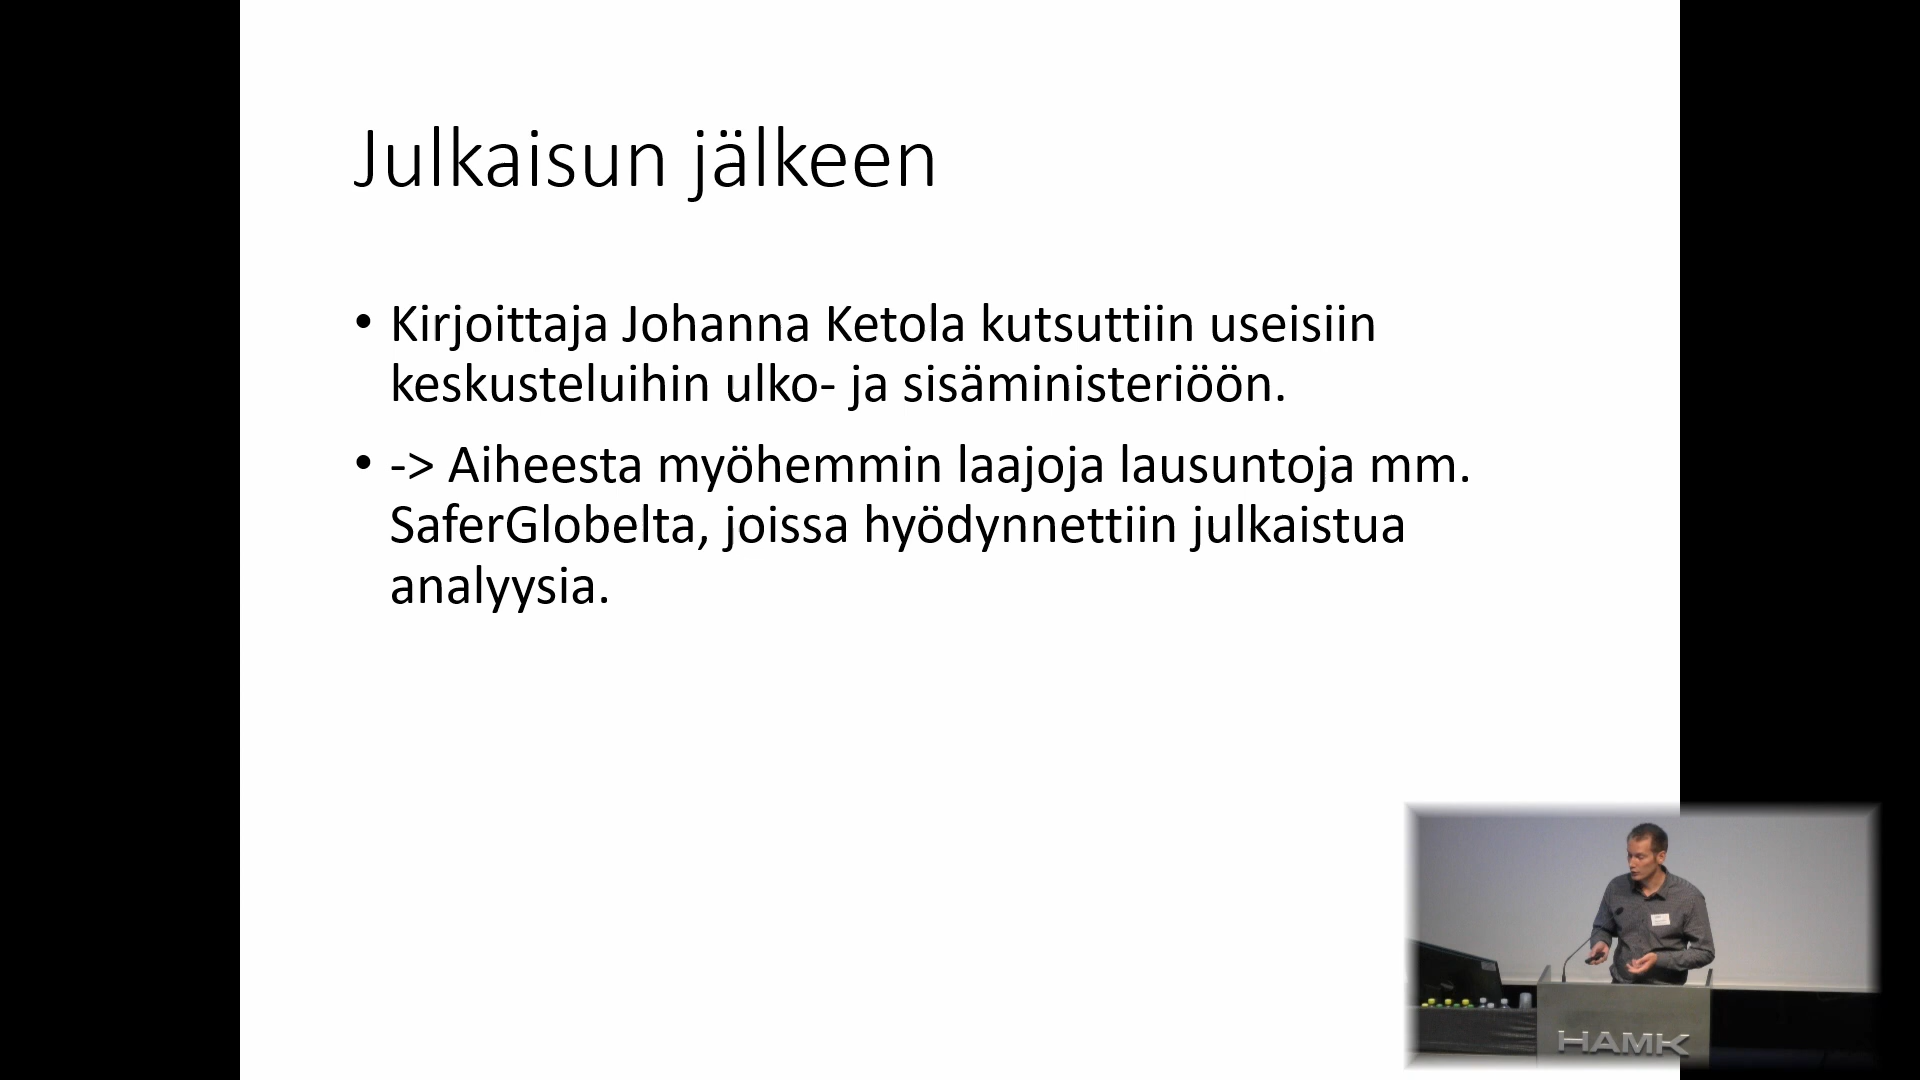 Julkaisun jälkeen
• Kirjoittaja Johanna Ketola kutsuttiin useisiin
keskusteluihin ulko- ja sisäministeriöön.
• -> Aiheesta myöhemmin laajoja lausuntoja mm.
SaferGlobelta, joissa hyödynnettiin julkaistua
analyysia.
HAMK